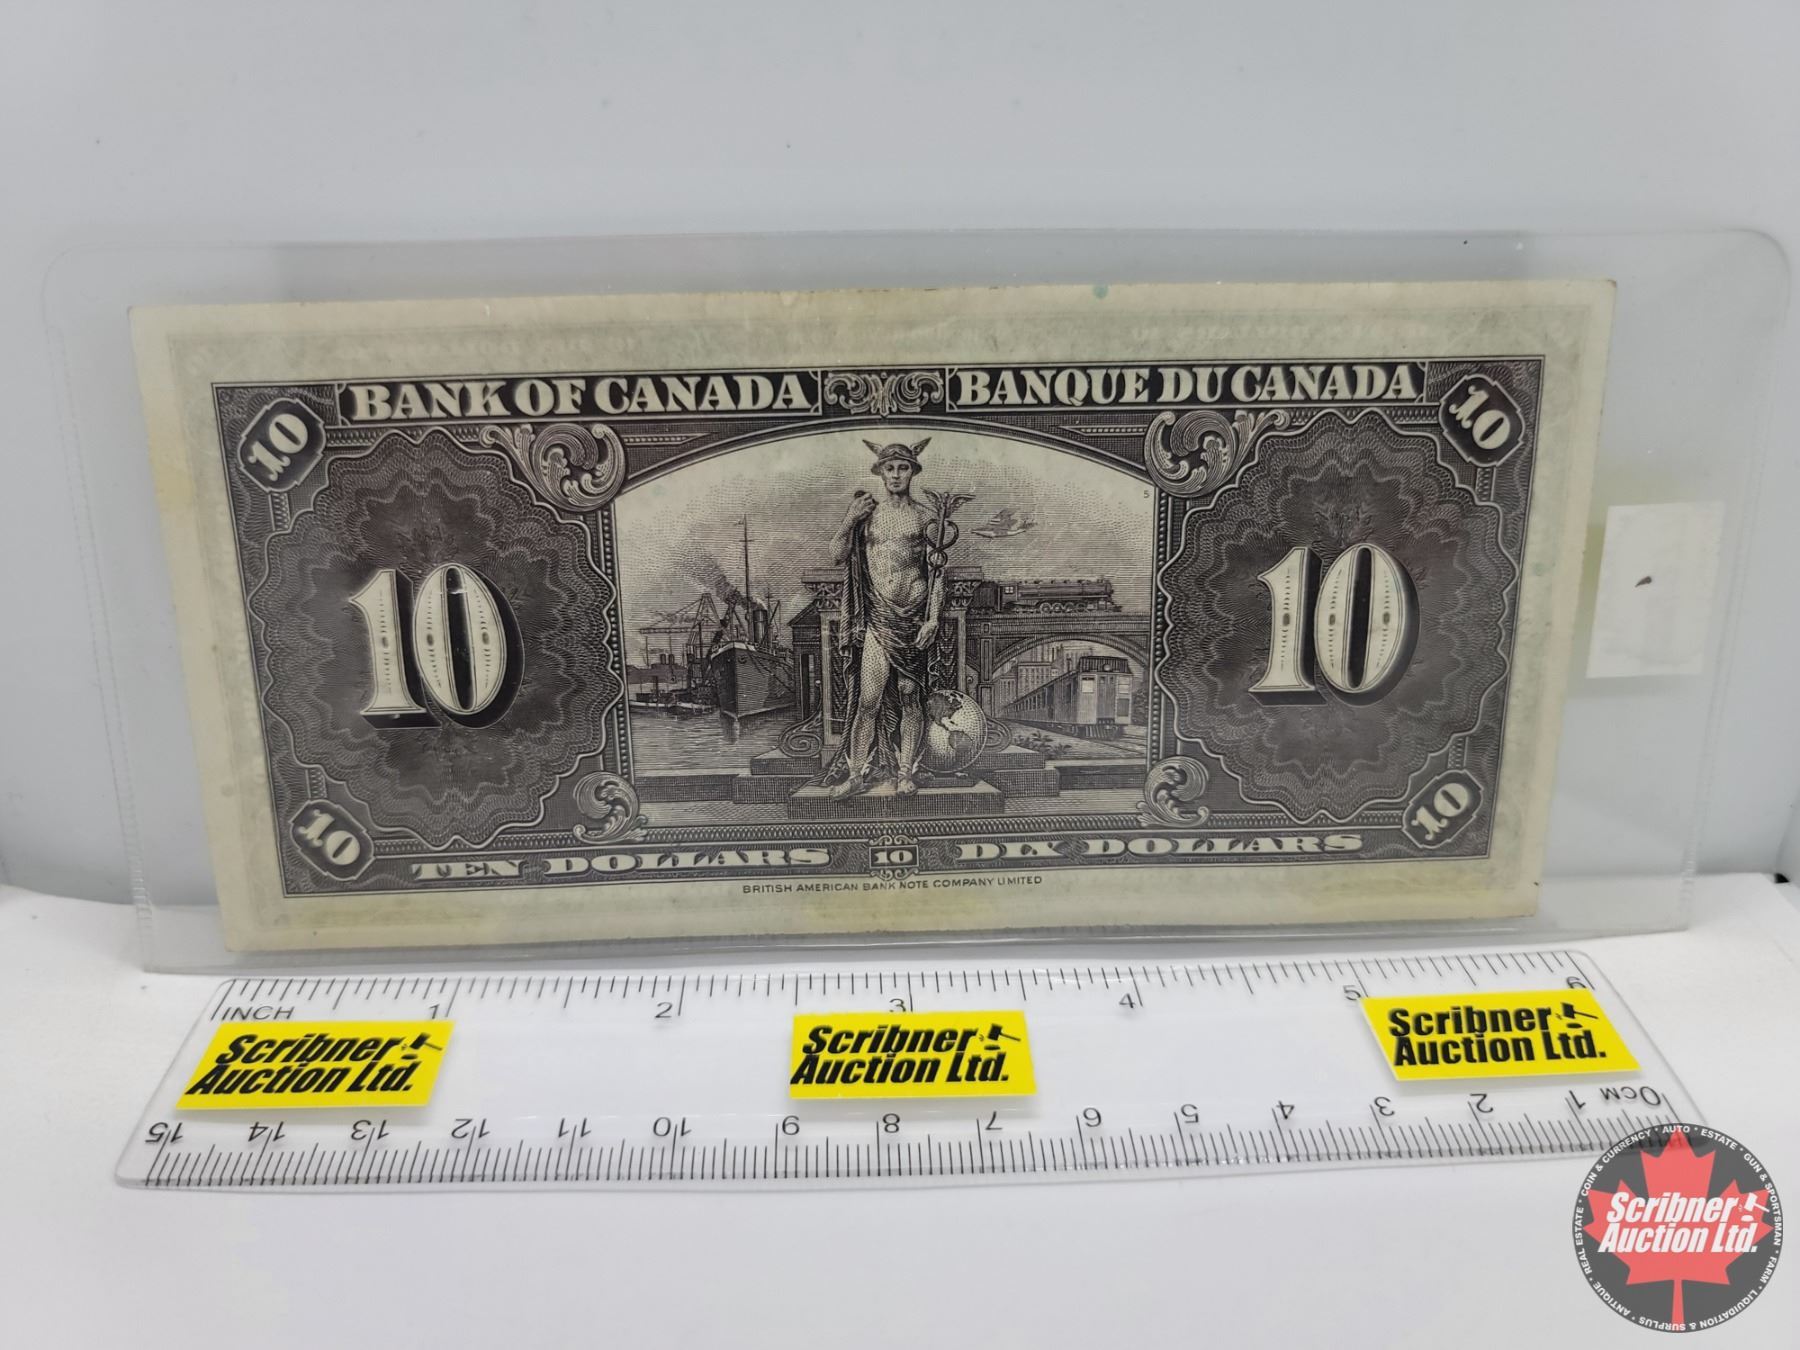 BANK OF CANADA BANQUE DU CANADA
10 10
5
10 10
10 10
TEN DOLLARS 10 DIX DOLLARS
BRITISH AMERICAN BANK NOTE COMPANY LIMITED
INCH 1 2 3 4 5 6
Scribner Auction Ltd.
Scribner Auction Ltd.
Scribner Auction Ltd.
15 14 13 12 11 10 9 8 7 6 5 4 3 2 1 0CM
COIN & CURRENCY * AUTO * ESTATE * GUN & SPORTSMAN * FARM * LIQUIDATION & SURPLUS * ANTIQUE * REAL ESTATE *
Scribner
Auction Ltd.